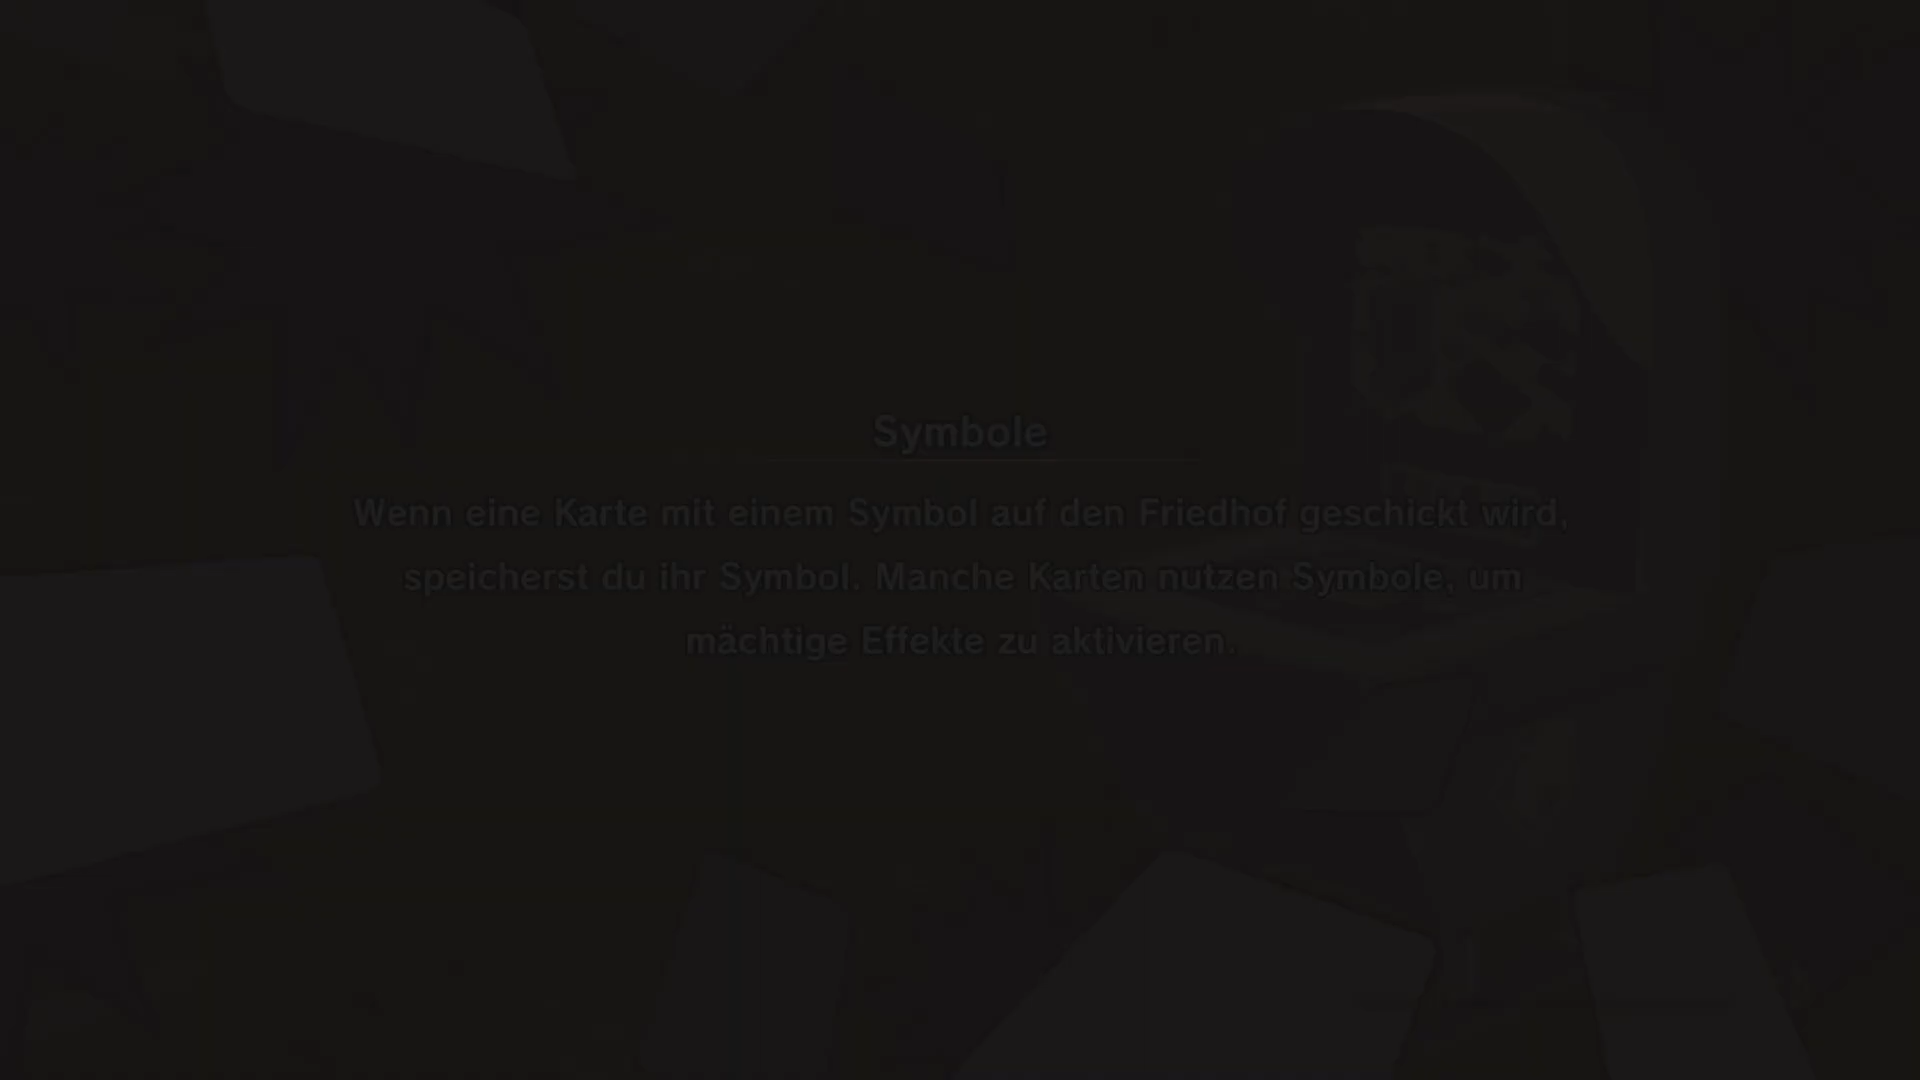 Symbole
Wenn eine Karte mit einem Symbol auf den Friedhof geschickt wird,
speicherst du ihr Symbol. Manche Karten nutzen Symbole, um
mächtige Effekte zu aktivieren.